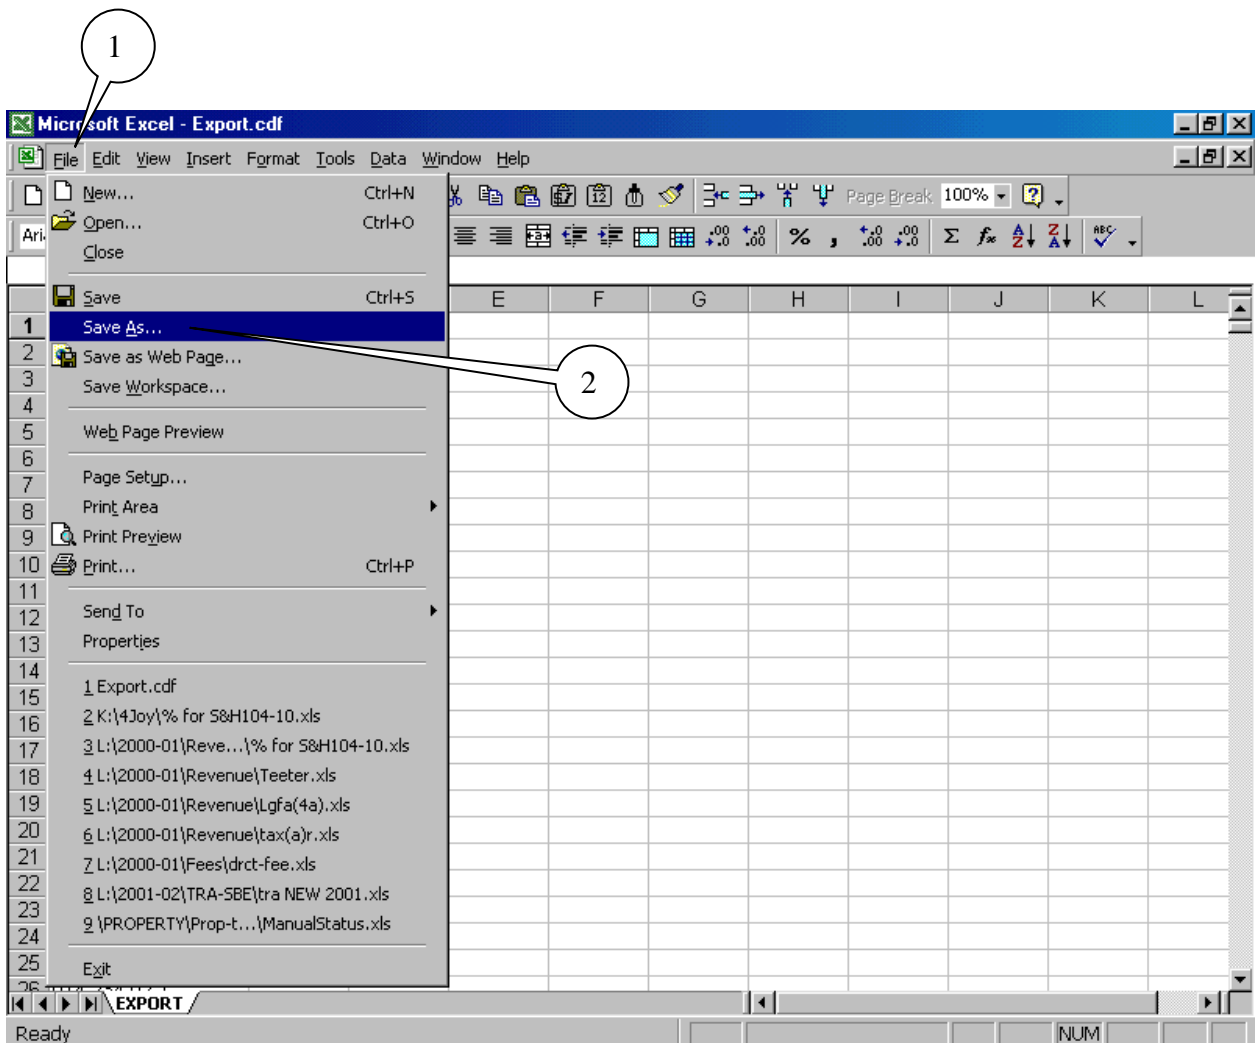 1
Microsoft Excel - Export.cdf
File Edit View Insert Format Tools Data Window Help
New... Ctrl+N
Page Break 100%
Open... Ctrl+O
Close
Save Ctrl+S
E F G H I J K L
1 Save As...
2 Save as Web Page...
2
3 Save Workspace...
4
5 Web Page Preview
6
7 Page Setup...
8 Print Area
9 Print Preview
10 Print... Ctrl+P
11
12 Send To
13 Properties
14
15 1 Export.cdf
16 2 K:\4Joy\% for S&H104-10.xls
17 3 L:\2000-01\Reve...\% for S&H104-10.xls
18 4 L:\2000-01\Revenue\Teeter.xls
19 5 L:\2000-01\Revenue\Lgfa(4a).xls
20 6 L:\2000-01\Revenue\tax(a)r.xls
21 7 L:\2000-01\Fees\drct-fee.xls
22 8 L:\2001-02\TRA-SBE\tra NEW 2001.xls
23 9 \PROPERTY\Prop-t...\ManualStatus.xls
24
25 Exit
EXPORT
Ready NUM